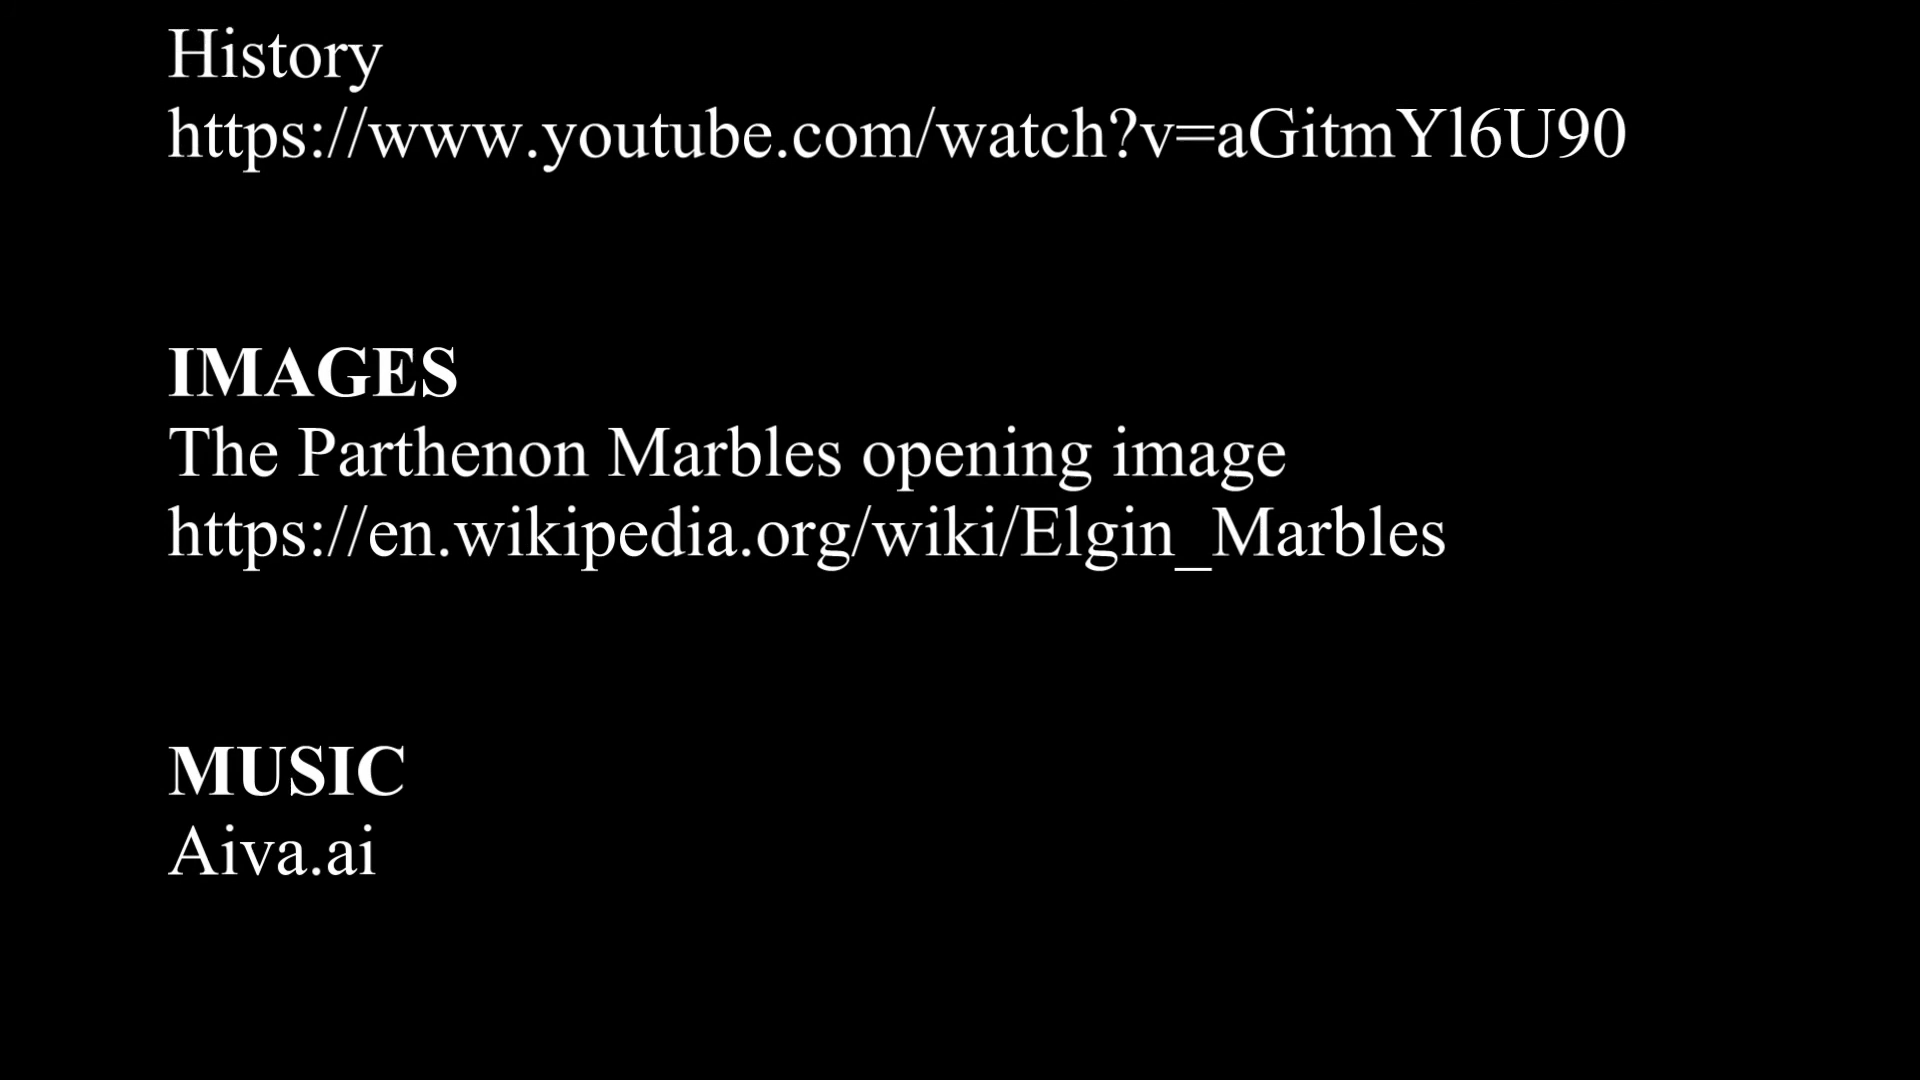 History
https://www.youtube.com/watch?v=aGitmYl6U90
IMAGES
The Parthenon Marbles opening image
https://en.wikipedia.org/wiki/Elgin_Marbles
MUSIC
Aiva.ai